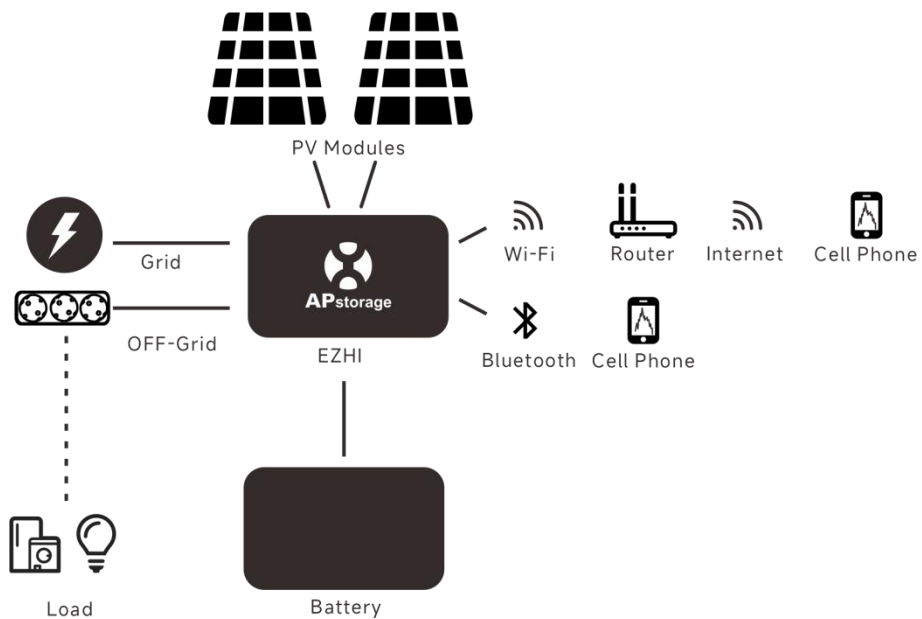 PV Modules
Grid
OFF-Grid
APstorage
EZHI
Wi-Fi
Router
Internet
Cell Phone
Bluetooth
Cell Phone
Load
Battery